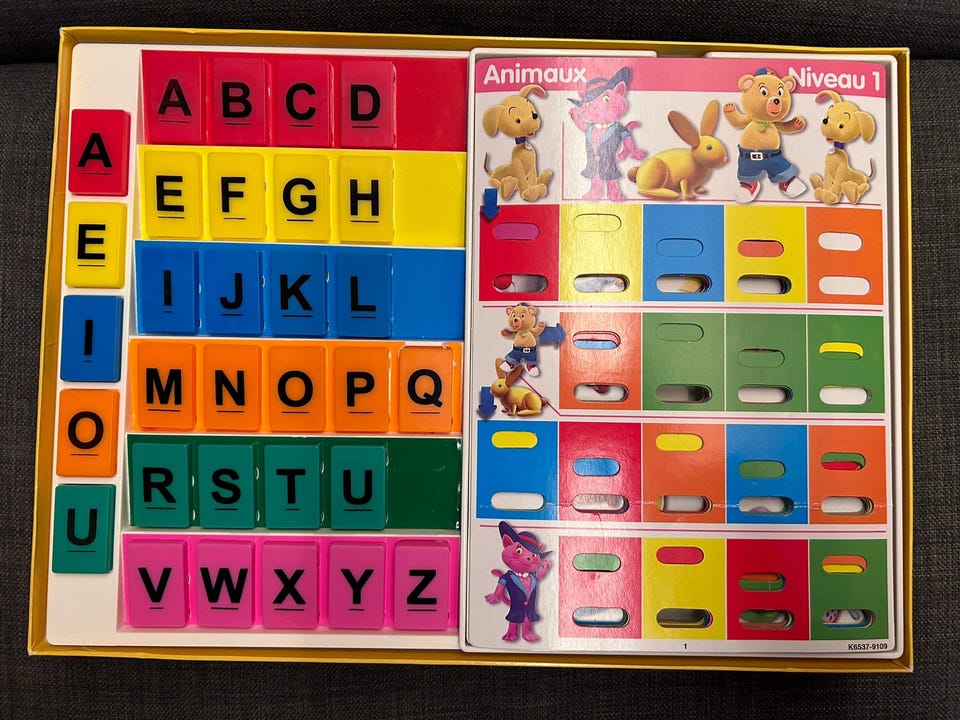 A
E
I
O
U
A B C D
E F G H
I J K L
M N O P Q
R S T U
V W X Y Z
Animaux
Niveau 1
1
K6537-9109